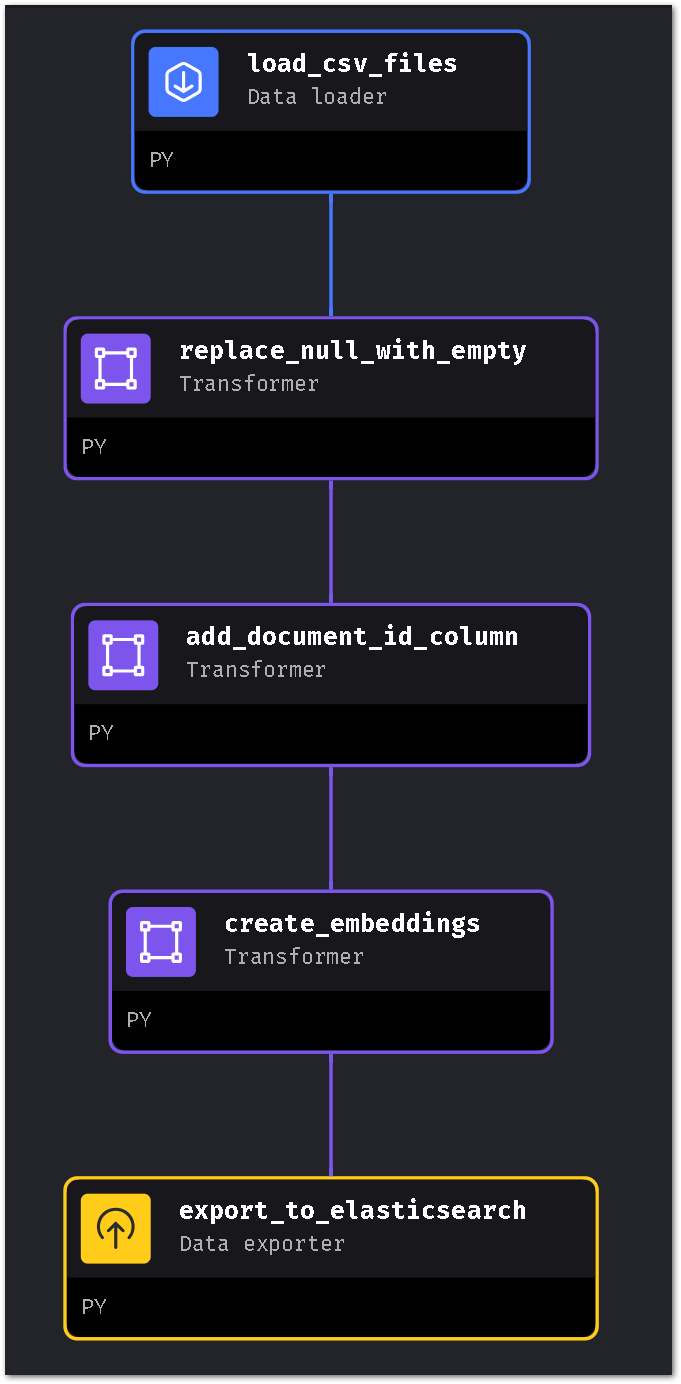 load_csv_files
Data loader
PY
replace_null_with_empty
Transformer
PY
add_document_id_column
Transformer
PY
create_embeddings
Transformer
PY
export_to_elasticsearch
Data exporter
PY